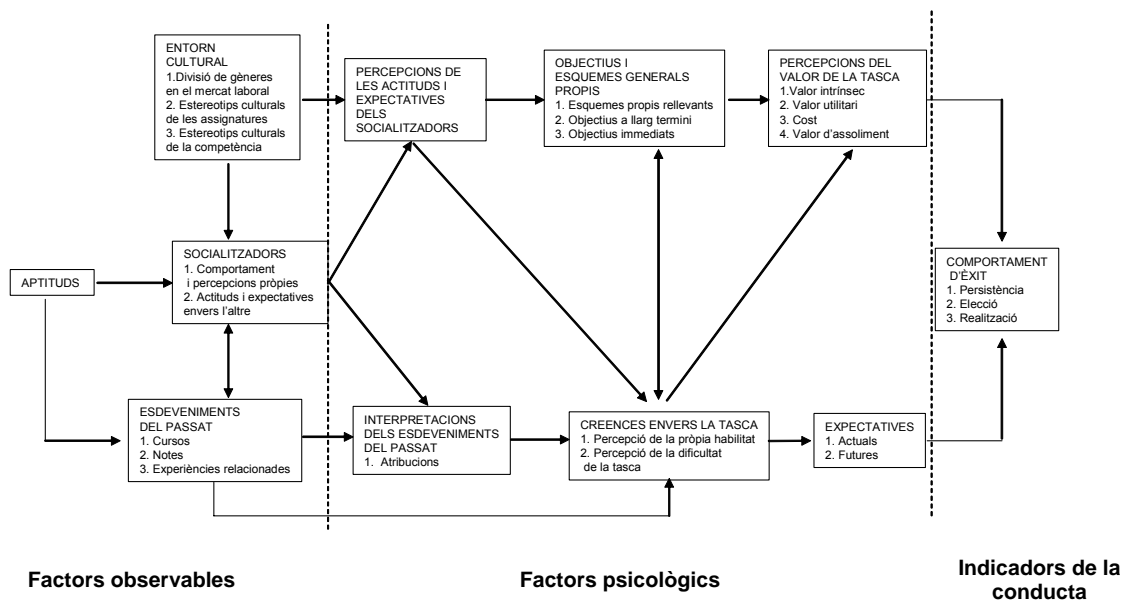 ENTORN
CULTURAL
1.Divisió de gèneres
en el mercat laboral
2. Estereotips culturals
de les assignatures
3. Estereotips culturals
de la competència
PERCEPCIONS DE
LES ACTITUDS I
EXPECTATIVES
DELS
SOCIALITZADORS
OBJECTIUS I
ESQUEMES GENERALS
PROPIS
1. Esquemes propis rellevants
2. Objectius a llarg termini
3. Objectius immediats
PERCEPCIONS DEL
VALOR DE LA TASCA
1.Valor intrínsec
2. Valor utilitari
3. Cost
4. Valor d'assoliment
APTITUDS
SOCIALITZADORS
1. Comportament
i percepcions pròpies
2. Actituds i expectatives
envers l'altre
COMPORTAMENT
D'ÈXIT
1. Persistència
2. Elecció
3. Realització
ESDEVENIMENTS
DEL PASSAT
1. Cursos
2. Notes
3. Experiències relacionades
INTERPRETACIONS
DELS ESDEVENIMENTS
DEL PASSAT
1. Atribucions
CREENCES ENVERS LA TASCA
1. Percepció de la pròpia habilitat
2. Percepció de la dificultat
de la tasca
EXPECTATIVES
1. Actuals
2. Futures
Factors observables
Factors psicològics
Indicadors de la
conducta